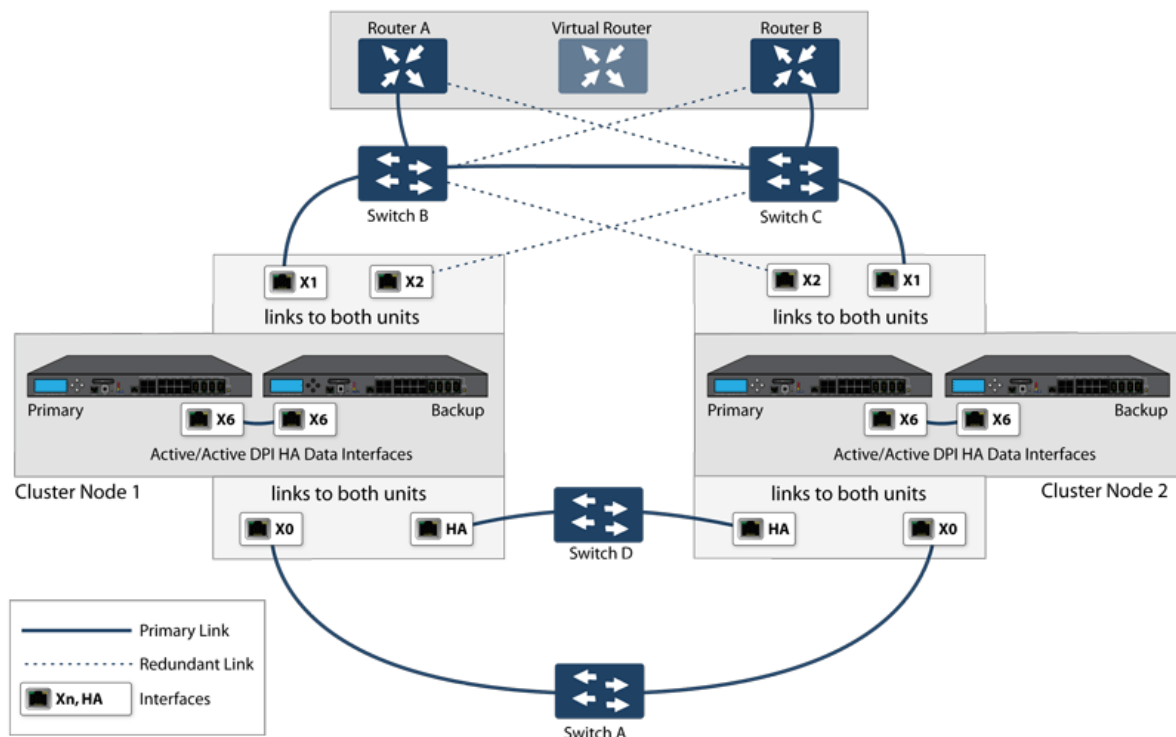 Router A
Virtual Router
Router B
Switch B
Switch C
X1
X2
X2
X1
links to both units
links to both units
Primary
Backup
Primary
Backup
X6
X6
X6
X6
Active/Active DPI HA Data Interfaces
Active/Active DPI HA Data Interfaces
Cluster Node 1
Cluster Node 2
links to both units
links to both units
X0
HA
HA
X0
Switch D
Primary Link
Redundant Link
Xn, HA
Interfaces
Switch A